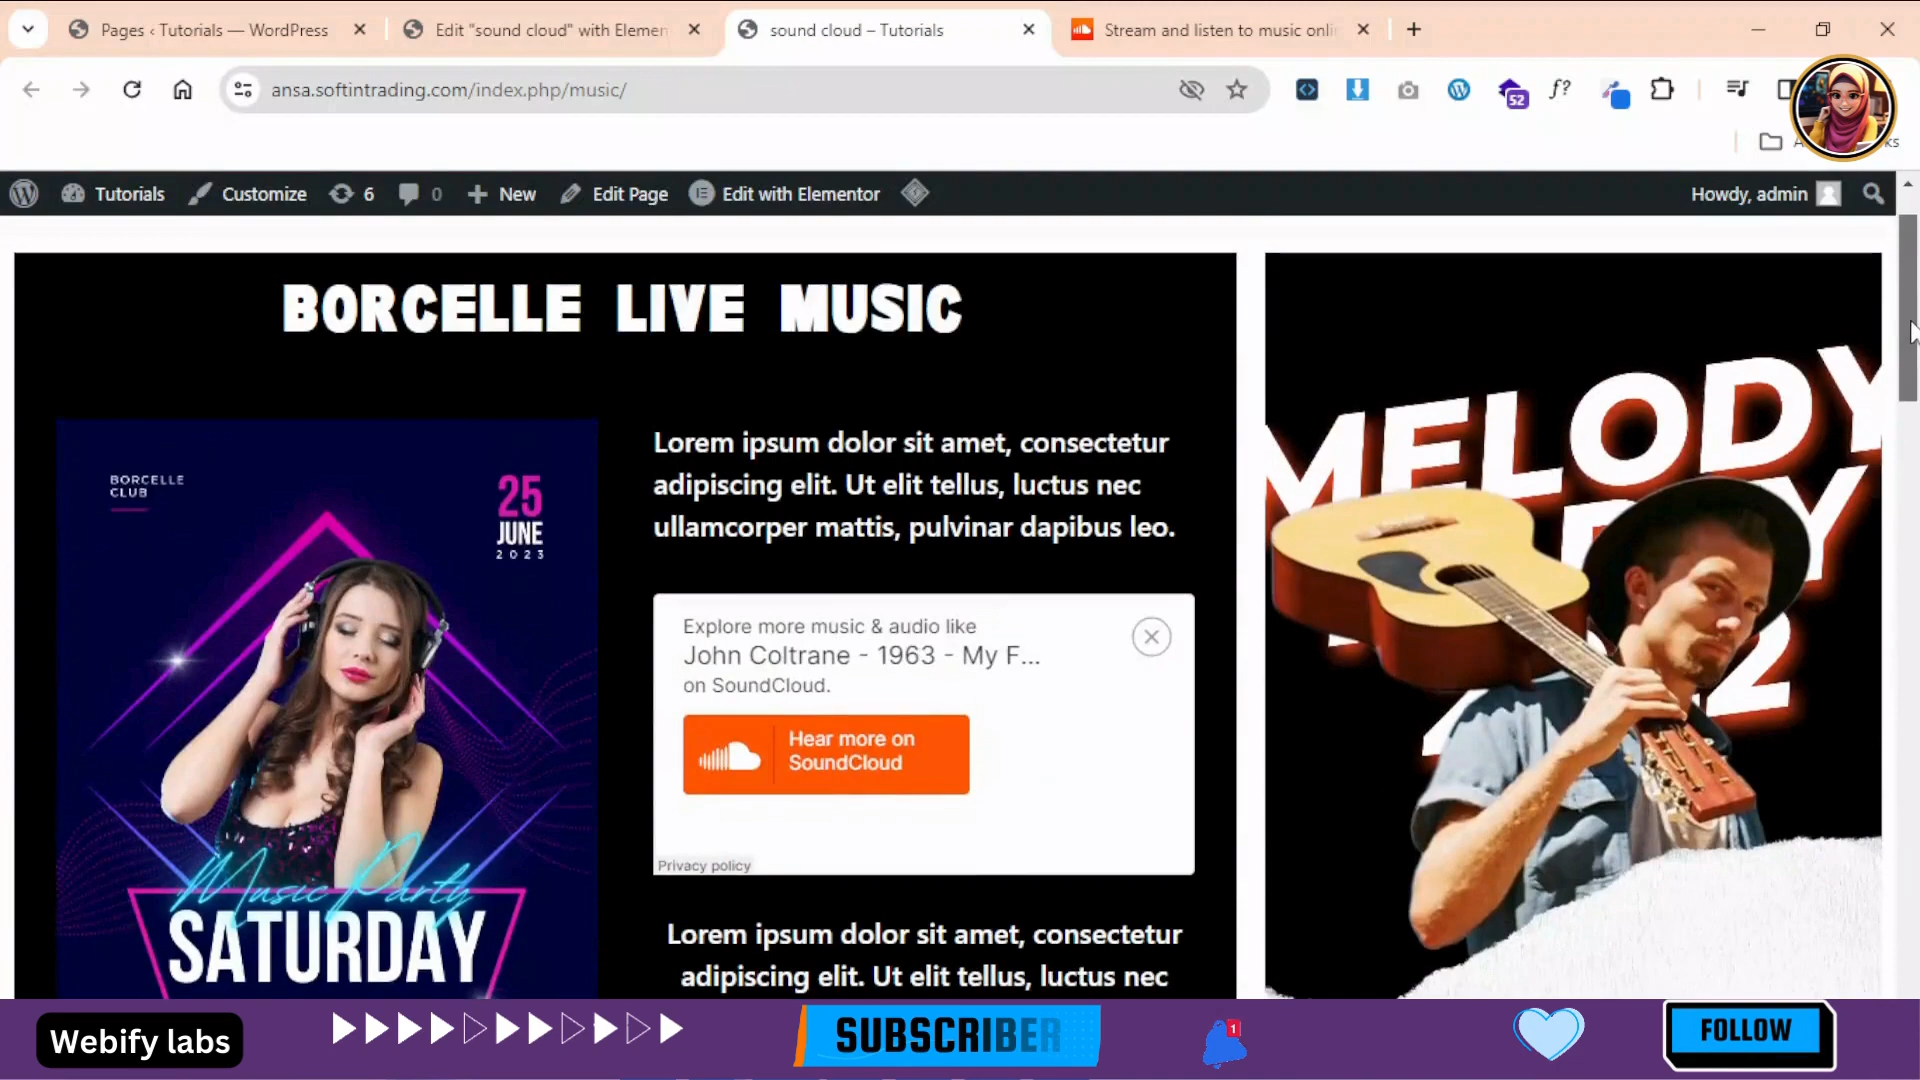 Pages ‹ Tutorials — WordPress
Edit "sound cloud" with Elemen
sound cloud – Tutorials
Stream and listen to music onli
ansa.softintrading.com/index.php/music/
52
f?
Tutorials
Customize
6
0
New
Edit Page
Edit with Elementor
Howdy, admin
BORCELLE LIVE MUSIC
BORCELLE
CLUB
25
JUNE
2023
Music Party
SATURDAY
Lorem ipsum dolor sit amet, consectetur
adipiscing elit. Ut elit tellus, luctus nec
ullamcorper mattis, pulvinar dapibus leo.
Explore more music & audio like
John Coltrane - 1963 - My F...
on SoundCloud.
Hear more on
SoundCloud
Privacy policy
Lorem ipsum dolor sit amet, consectetur
adipiscing elit. Ut elit tellus, luctus nec
MELODY
Webify labs
SUBSCRIBER
1
FOLLOW